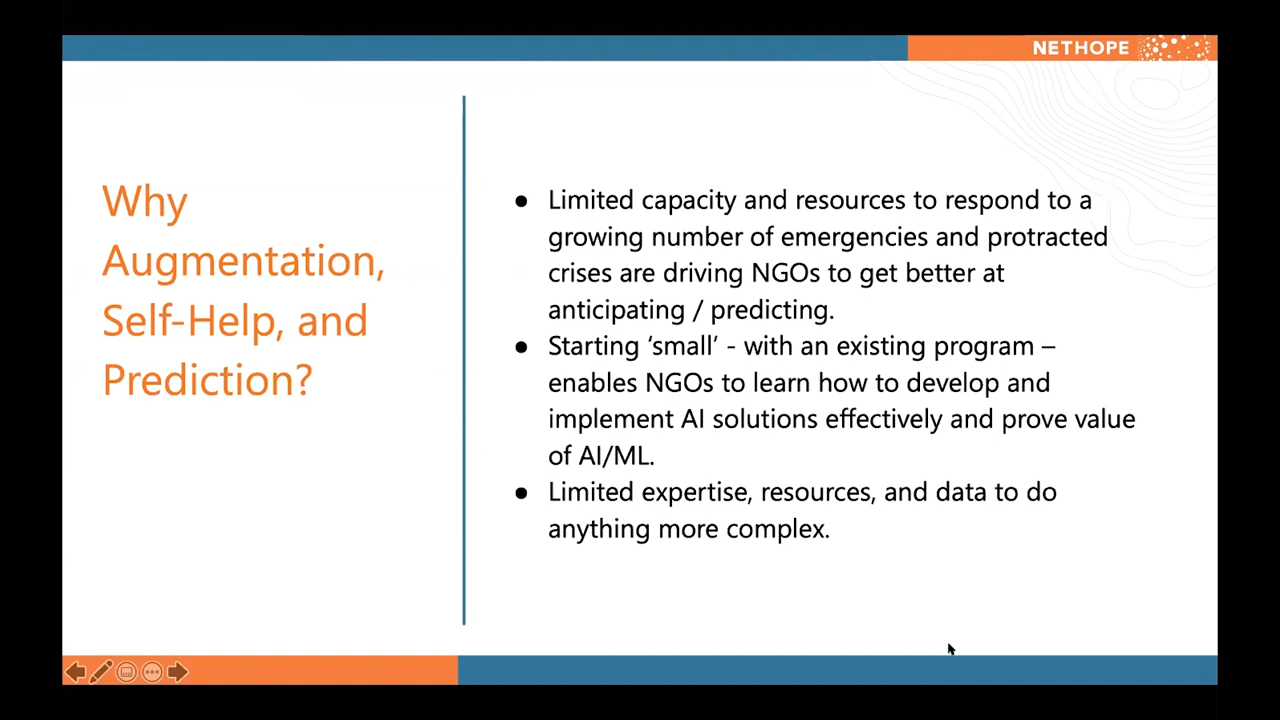 NETHOPE
Why
Augmentation,
Self-Help, and
Prediction?
● Limited capacity and resources to respond to a
growing number of emergencies and protracted
crises are driving NGOs to get better at
anticipating / predicting.
● Starting ‘small’ - with an existing program –
enables NGOs to learn how to develop and
implement AI solutions effectively and prove value
of AI/ML.
● Limited expertise, resources, and data to do
anything more complex.